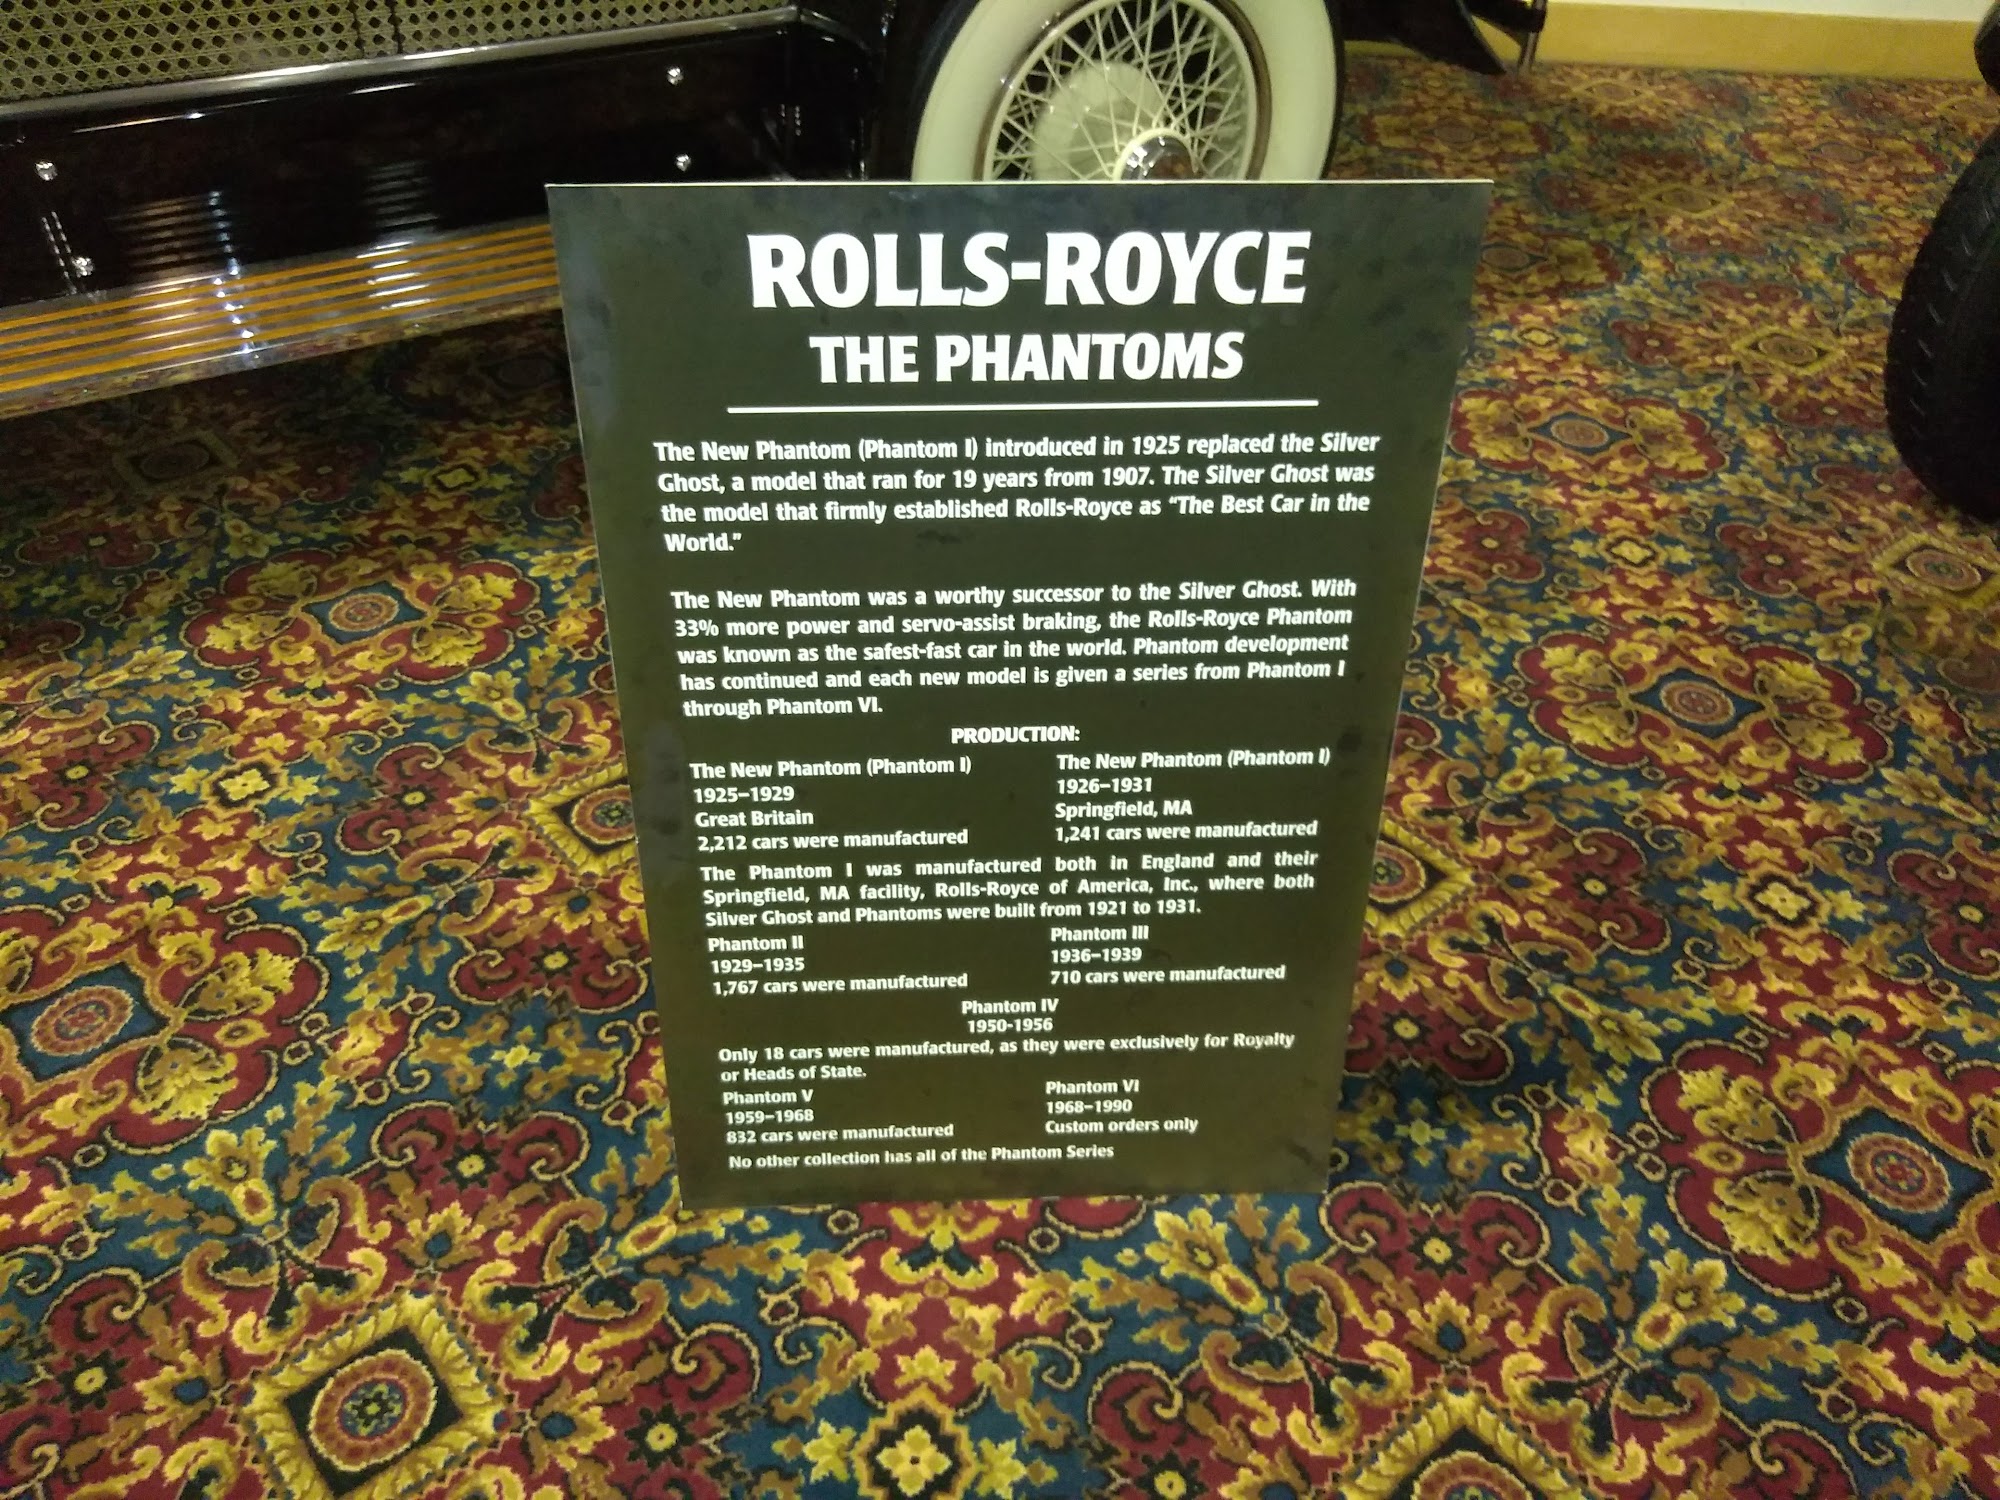 ROLLS-ROYCE
THE PHANTOMS
The New Phantom (Phantom I) introduced in 1925 replaced the Silver
Ghost, a model that ran for 19 years from 1907. The Silver Ghost was
the model that firmly established Rolls-Royce as "The Best Car in the
World."
The New Phantom was a worthy successor to the Silver Ghost. With
33% more power and servo-assist braking, the Rolls-Royce Phantom
was known as the safest-fast car in the world. Phantom development
has continued and each new model is given a series from Phantom I
through Phantom VI.
PRODUCTION:
The New Phantom (Phantom I)
1925–1929
Great Britain
2,212 cars were manufactured
The New Phantom (Phantom I)
1926–1931
Springfield, MA
1,241 cars were manufactured
The Phantom I was manufactured both in England and their
Springfield, MA facility, Rolls-Royce of America, Inc., where both
Silver Ghost and Phantoms were built from 1921 to 1931.
Phantom II
1929–1935
1,767 cars were manufactured
Phantom III
1936–1939
710 cars were manufactured
Phantom IV
1950-1956
Only 18 cars were manufactured, as they were exclusively for Royalty
or Heads of State.
Phantom V
1959–1968
832 cars were manufactured
Phantom VI
1968–1990
Custom orders only
No other collection has all of the Phantom Series